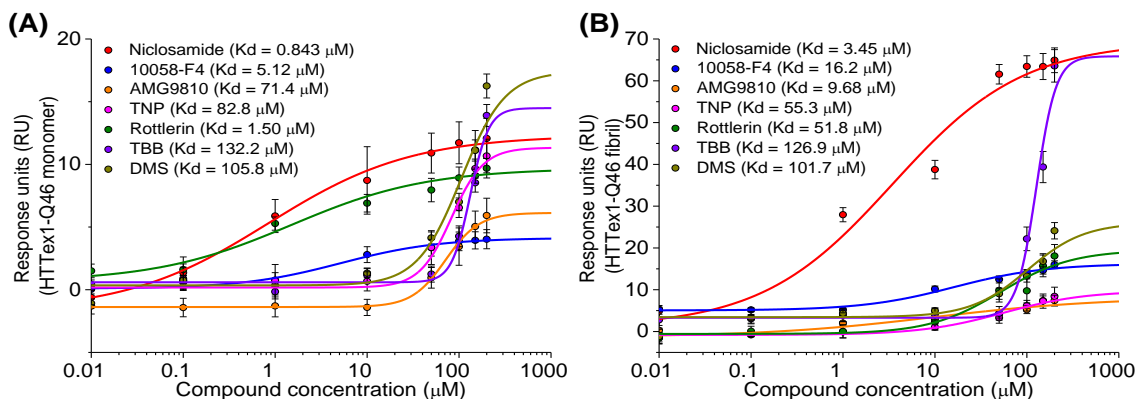 (A)
20
10
0
0.01 0.1 1 10 100 1000
Response units (RU)
(HTTex1-Q46 monomer)
Compound concentration (μM)
Niclosamide (Kd = 0.843 μM)
10058-F4 (Kd = 5.12 μM)
AMG9810 (Kd = 71.4 μM)
TNP (Kd = 82.8 μM)
Rottlerin (Kd = 1.50 μM)
TBB (Kd = 132.2 μM)
DMS (Kd = 105.8 μM)
(B)
70
60
50
40
30
20
10
0
0.01 0.1 1 10 100 1000
Response units (RU)
(HTTex1-Q46 fibril)
Compound concentration (μM)
Niclosamide (Kd = 3.45 μM)
10058-F4 (Kd = 16.2 μM)
AMG9810 (Kd = 9.68 μM)
TNP (Kd = 55.3 μM)
Rottlerin (Kd = 51.8 μM)
TBB (Kd = 126.9 μM)
DMS (Kd = 101.7 μM)